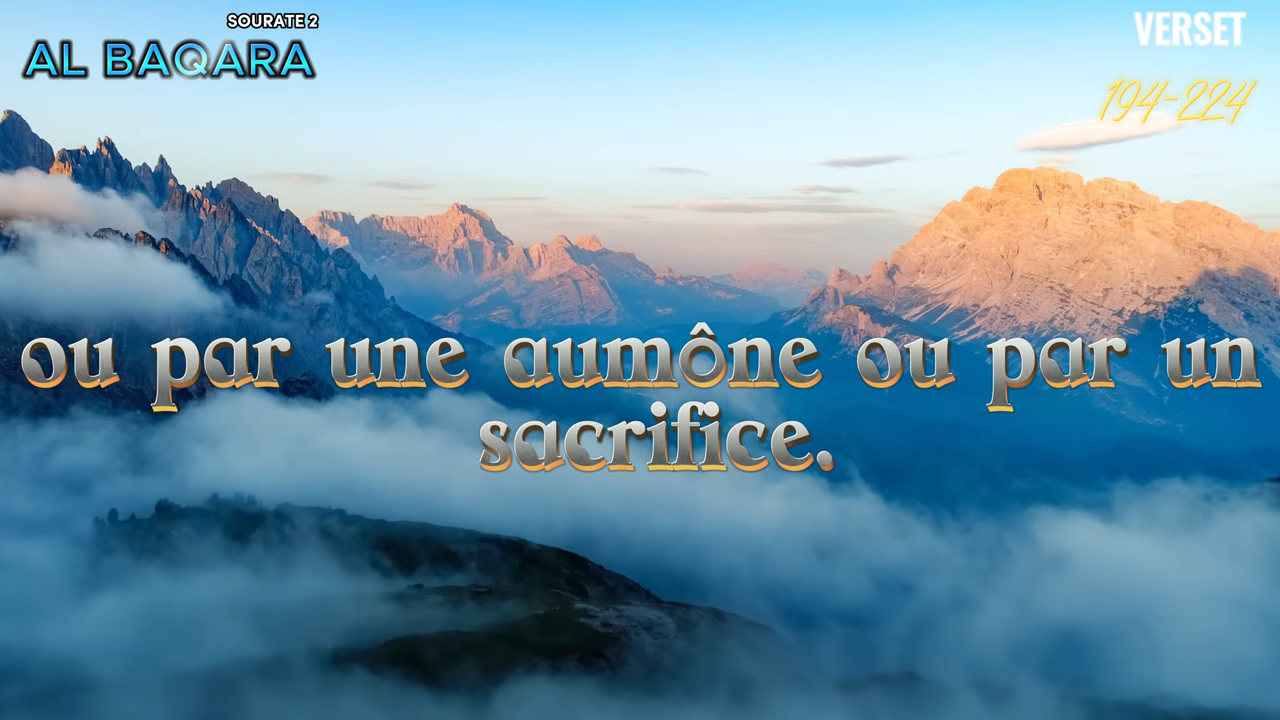 SOURATE 2
AL BAQARA
VERSET
194-224
ou par une aumône ou par un
sacrifice.